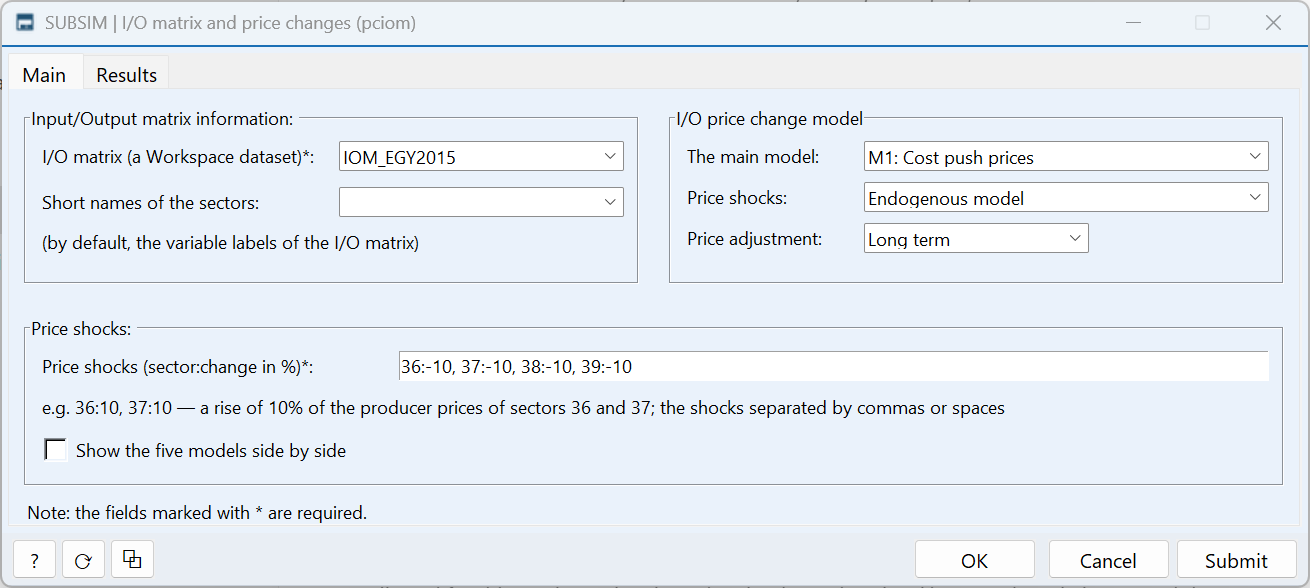 SUBSIM | I/O matrix and price changes (pciom)
Main Results
Input/Output matrix information:
I/O matrix (a Workspace dataset)*: IOM_EGY2015
Short names of the sectors:
(by default, the variable labels of the I/O matrix)
I/O price change model
The main model: M1: Cost push prices
Price shocks: Endogenous model
Price adjustment: Long term
Price shocks:
Price shocks (sector:change in %)*: 36:-10, 37:-10, 38:-10, 39:-10
e.g. 36:10, 37:10 — a rise of 10% of the producer prices of sectors 36 and 37; the shocks separated by commas or spaces
Show the five models side by side
Note: the fields marked with * are required.
? OK Cancel Submit